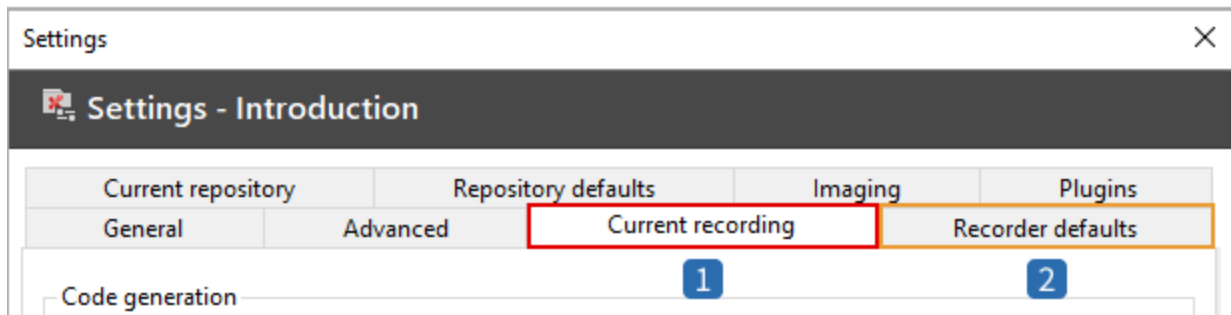 Settings
Settings - Introduction
Current repository Repository defaults Imaging Plugins
General Advanced Current recording Recorder defaults
1 2
Code generation